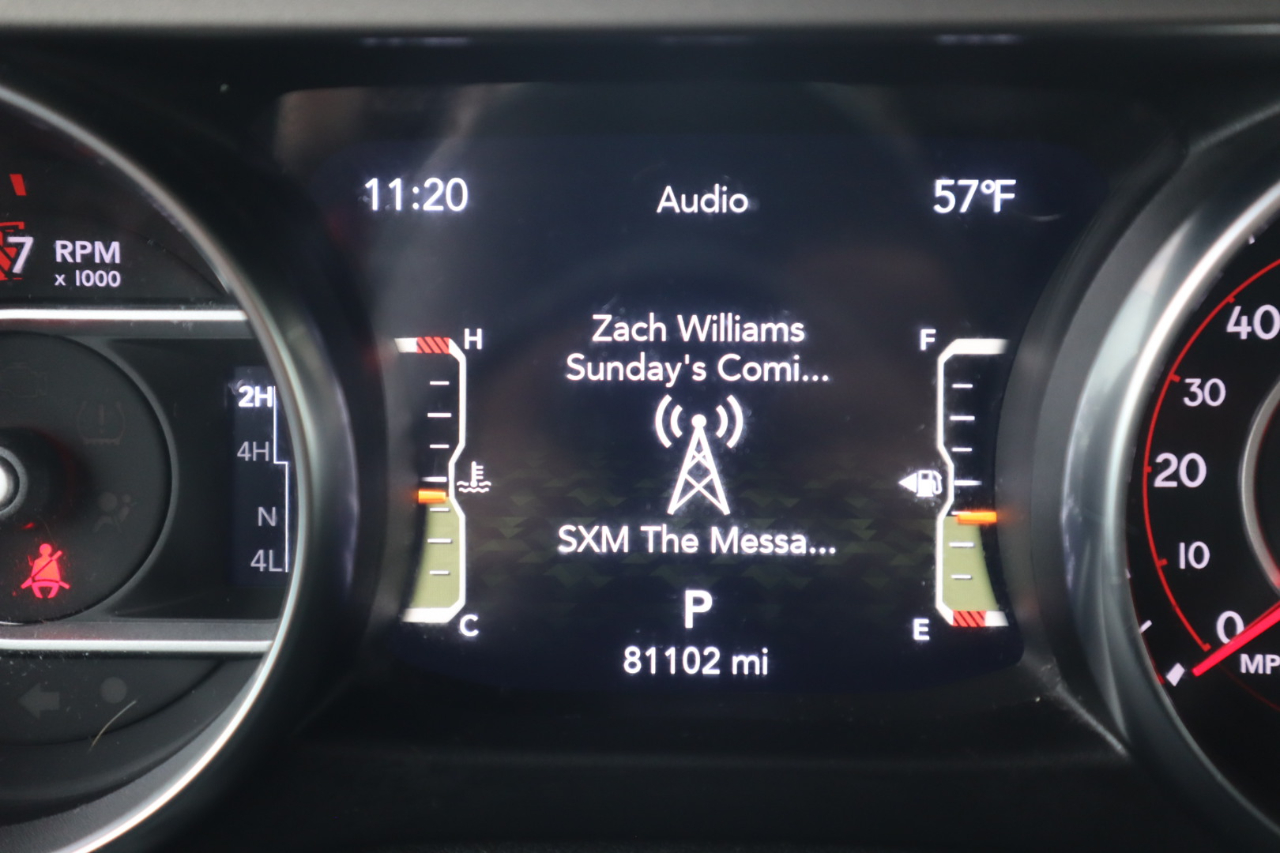 11:20
Audio
57°F
7
RPM
x 1000
H
Zach Williams
F
Sunday's Comi...
40
30
2H
4H
20
N
SXM The Messa...
10
4L
P
C
E
0
81102 mi
MP